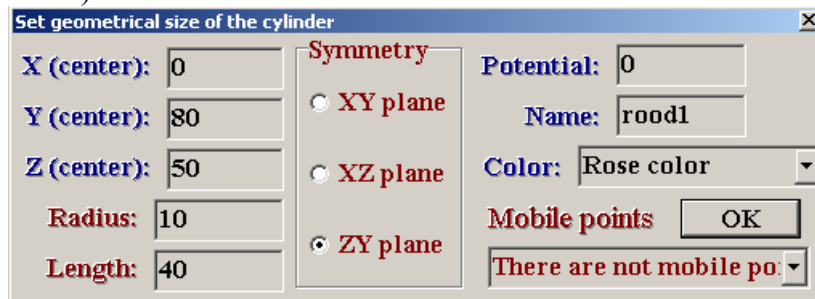 Set geometrical size of the cylinder
X (center): 0
Y (center): 80
Z (center): 50
Radius: 10
Length: 40
Symmetry
XY plane
XZ plane
ZY plane
Potential: 0
Name: rood1
Color: Rose color
Mobile points OK
There are not mobile po